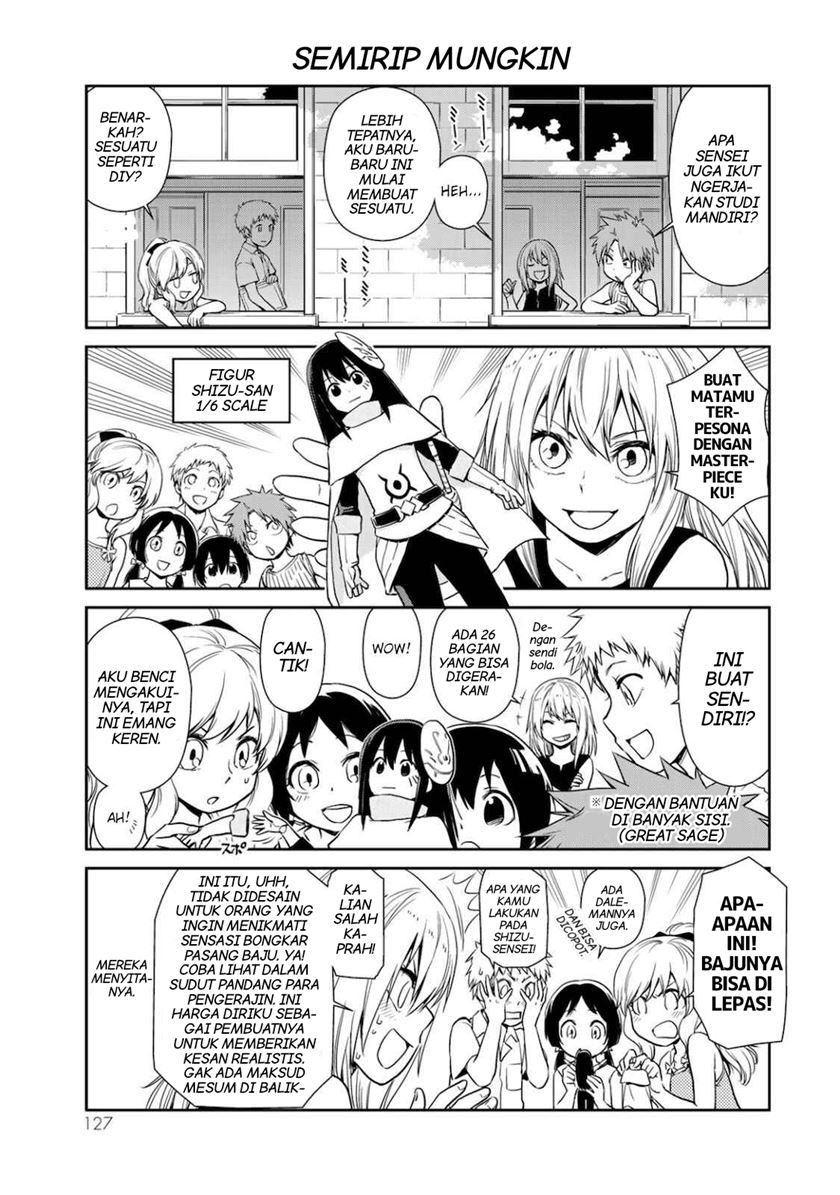 SEMIRIP MUNGKIN
APA
SENSEI
JUGA IKUT
NGERJA-
KAN STUDI
MANDIRI?
HEH...
LEBIH
TEPATNYA,
AKU BARU-
BARU INI
MULAI
MEMBUAT
SESUATU.
BENAR-
KAH?
SESUATU
SEPERTI
DIY?
BUAT
MATAMU
TER-
PESONA
DENGAN
MASTER-
PIECE
KU!
FIGUR
SHIZU-SAN
1/6 SCALE
INI
BUAT
SEN-
DIRI!?
De-
ngan
sendi
bola.
ADA 26
BAGIAN
YANG BISA
DIGERA-
KAN!
WOW!
CAN-
TIK!
AKU BENCI
MENGAKUI-
NYA, TAPI
INI EMANG
KEREN.
AH!
スポ
※DENGAN BANTUAN
DI BANYAK SISI.
(GREAT SAGE)
APA-
APAAN
INI!
BAJUNYA
BISA DI
LEPAS!
ADA
DALE-
MANNYA
JUGA.
DAN BISA
DICOPOT.
APA YANG
KAMU
LAKUKAN
PADA
SHIZU-
SENSEI!
KA-
LIAN
SALAH
KA-
PRAH!
INI ITU, UHH,
TIDAK DIDESAIN
UNTUK ORANG YANG
INGIN MENIKMATI
SENSASI BONGKAR
PASANG BAJU. YA!
COBA LIHAT DALAM
SUDUT PANDANG PARA
PENGERAJIN. INI
HARGA DIRIKU SEBA-
GAI PEMBUATNYA
UNTUK MEMBERIKAN
KESAN REALISTIS.
GAK ADA MAKSUD
MESUM DI BALIK-
MEREKA
MENYITA-
NYA.
127